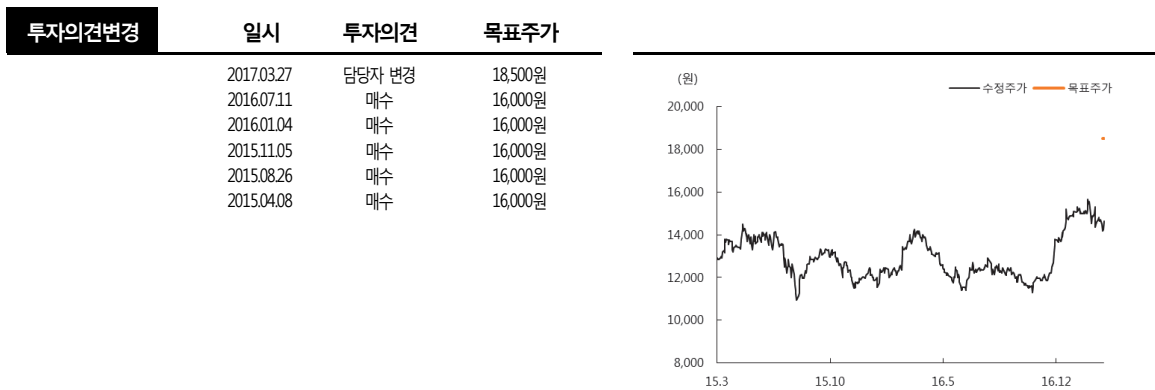 투자의견변경 일시 투자의견 목표주가
2017.03.27 담당자 변경 18,500원
2016.07.11 매수 16,000원
2016.01.04 매수 16,000원
2015.11.05 매수 16,000원
2015.08.26 매수 16,000원
2015.04.08 매수 16,000원
(원)
수정주가 목표주가
20,000
18,000
16,000
14,000
12,000
10,000
8,000
15.3 15.10 16.5 16.12